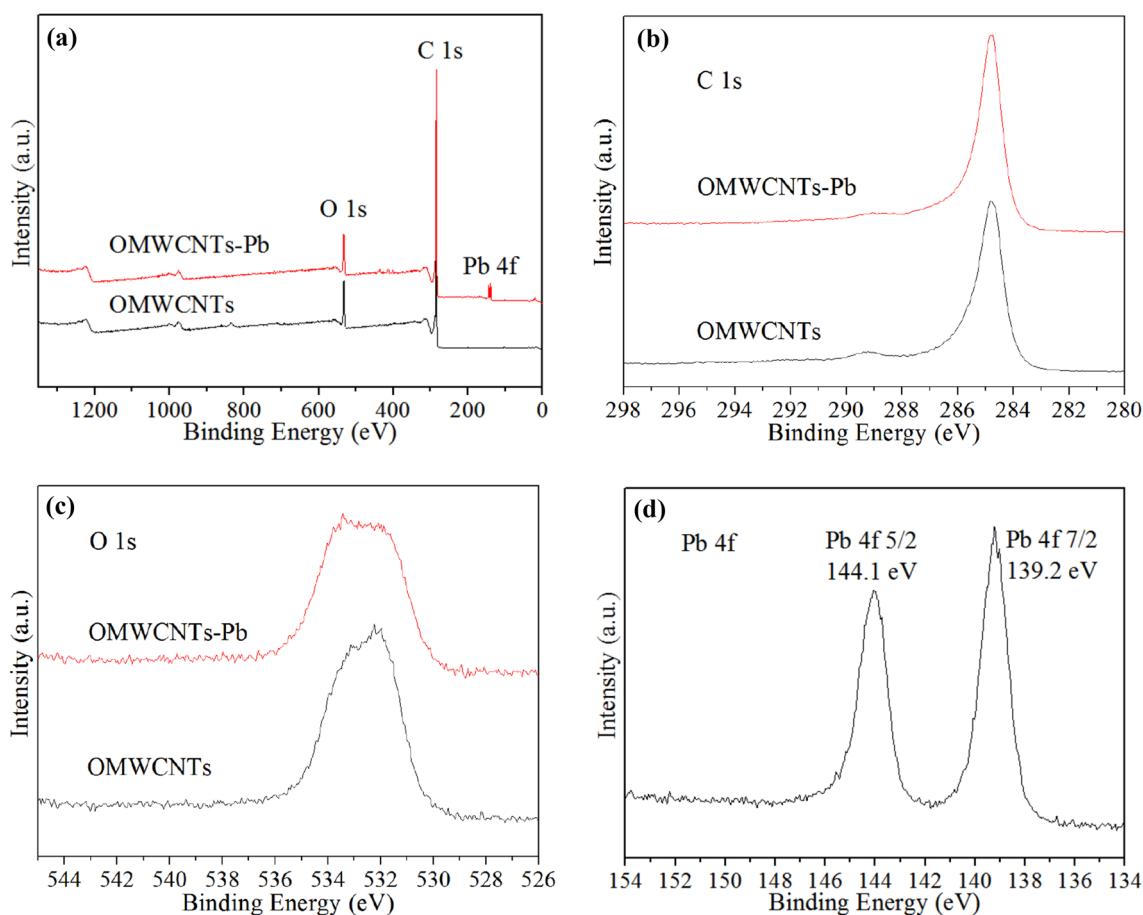 (a)
C 1s
O 1s
OMWCNTs-Pb
Pb 4f
OMWCNTs
Intensity (a.u.)
1200 1000 800 600 400 200 0
Binding Energy (eV)
(b)
C 1s
OMWCNTs-Pb
OMWCNTs
Intensity (a.u.)
298 296 294 292 290 288 286 284 282 280
Binding Energy (eV)
(c)
O 1s
OMWCNTs-Pb
OMWCNTs
Intensity (a.u.)
544 542 540 538 536 534 532 530 528 526
Binding Energy (eV)
(d)
Pb 4f
Pb 4f 5/2
144.1 eV
Pb 4f 7/2
139.2 eV
Intensity (a.u.)
154 152 150 148 146 144 142 140 138 136 134
Binding Energy (eV)